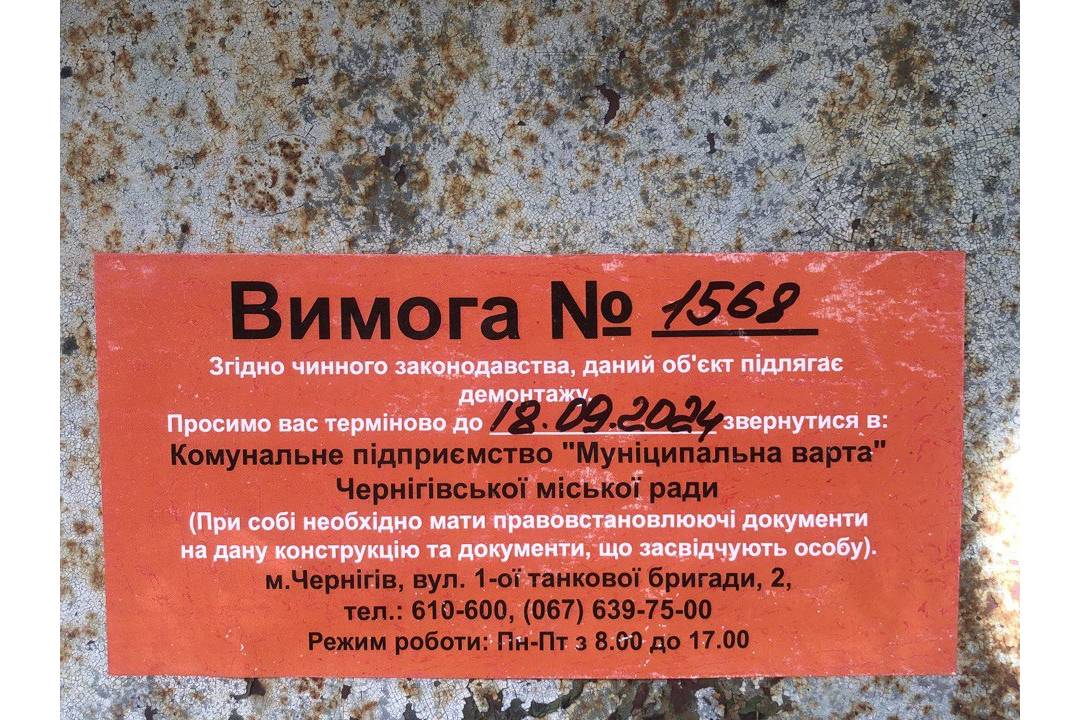 Вимога № 1568
Згідно чинного законодавства, даний об'єкт підлягає
демонтажу.
Просимо вас терміново до 18.09.2024 звернутися в:
Комунальне підприємство "Муніципальна варта"
Чернігівської міської ради
(При собі необхідно мати правовстановлюючі документи
на дану конструкцію та документи, що засвідчують особу).
м.Чернігів, вул. 1-ої танкової бригади, 2,
тел.: 610-600, (067) 639-75-00
Режим роботи: Пн-Пт з 8.00 до 17.00